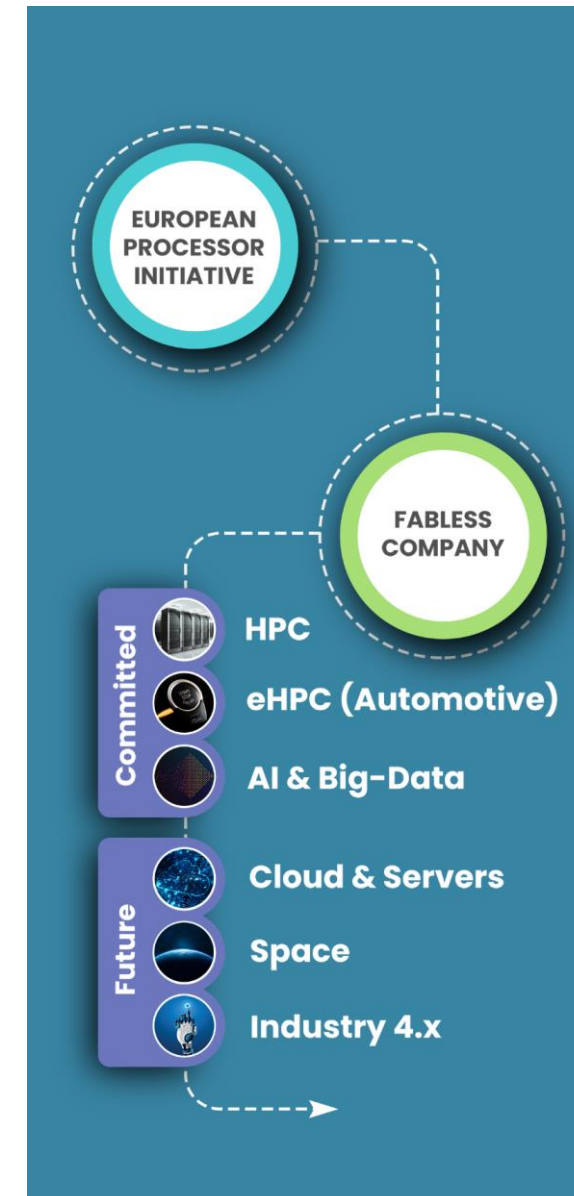 EUROPEAN
PROCESSOR
INITIATIVE
FABLESS
COMPANY
Committed
HPC
eHPC (Automotive)
AI & Big-Data
Future
Cloud & Servers
Space
Industry 4.x